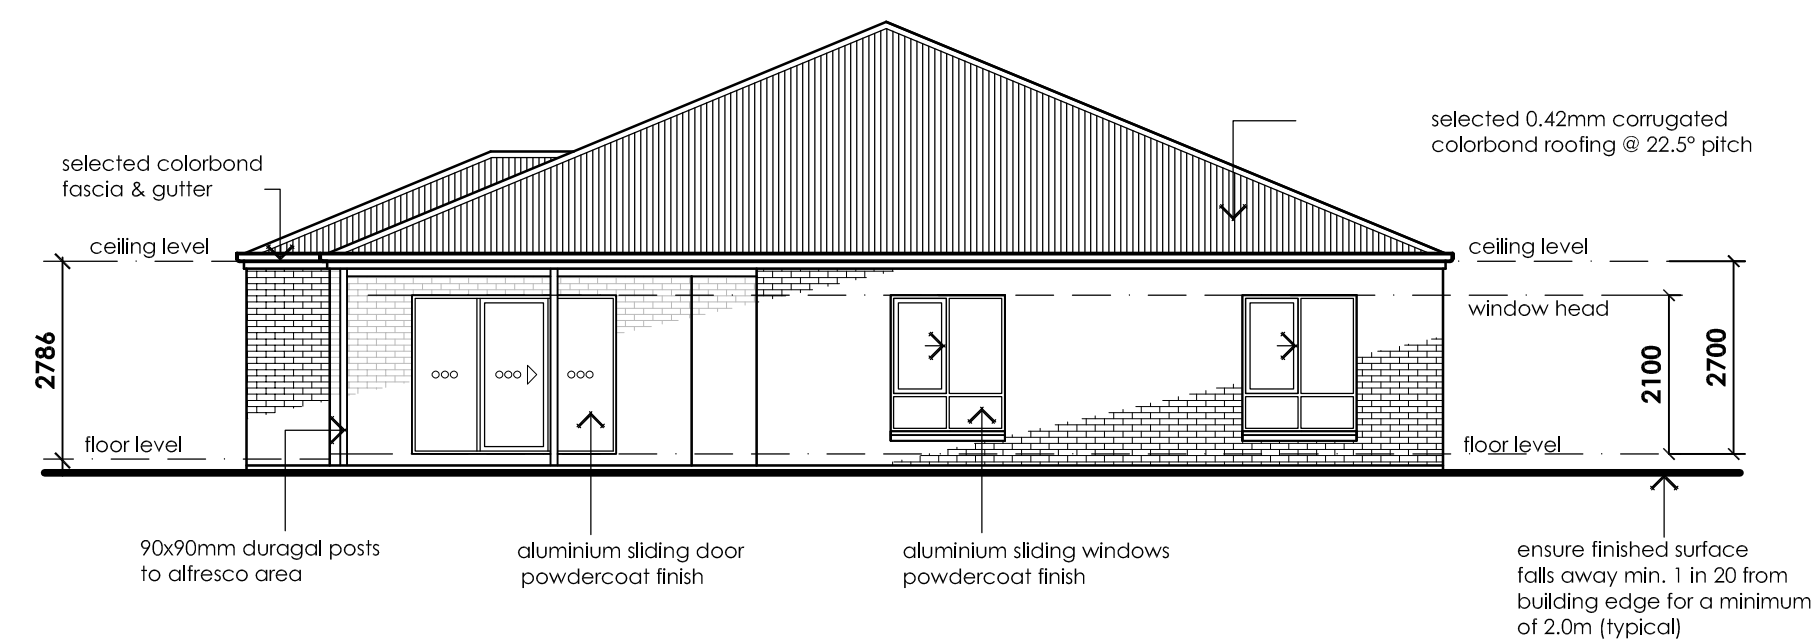 selected 0.42mm corrugated
colorbond roofing @ 22.5° pitch
selected colorbond
fascia & gutter
ceiling level
ceiling level
window head
2786
2100
2700
floor level
floor level
90x90mm duragal posts
to alfresco area
aluminium sliding door
powdercoat finish
aluminium sliding windows
powdercoat finish
ensure finished surface
falls away min. 1 in 20 from
building edge for a minimum
of 2.0m (typical)